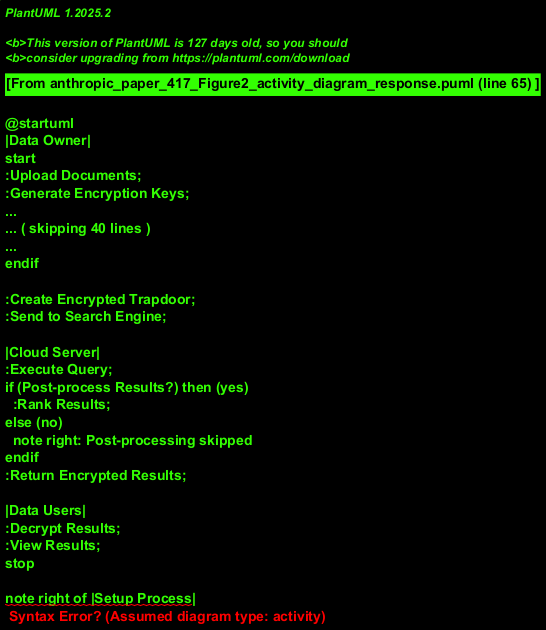 PlantUML 1.2025.2
<b>This version of PlantUML is 127 days old, so you should
<b>consider upgrading from https://plantuml.com/download
[From anthropic_paper_417_Figure2_activity_diagram_response.puml (line 65) ]
@startuml
|Data Owner|
start
:Upload Documents;
:Generate Encryption Keys;
...
... ( skipping 40 lines )
...
endif
:Create Encrypted Trapdoor;
:Send to Search Engine;
|Cloud Server|
:Execute Query;
if (Post-process Results?) then (yes)
:Rank Results;
else (no)
note right: Post-processing skipped
endif
:Return Encrypted Results;
|Data Users|
:Decrypt Results;
:View Results;
stop
note right of |Setup Process|
Syntax Error? (Assumed diagram type: activity)